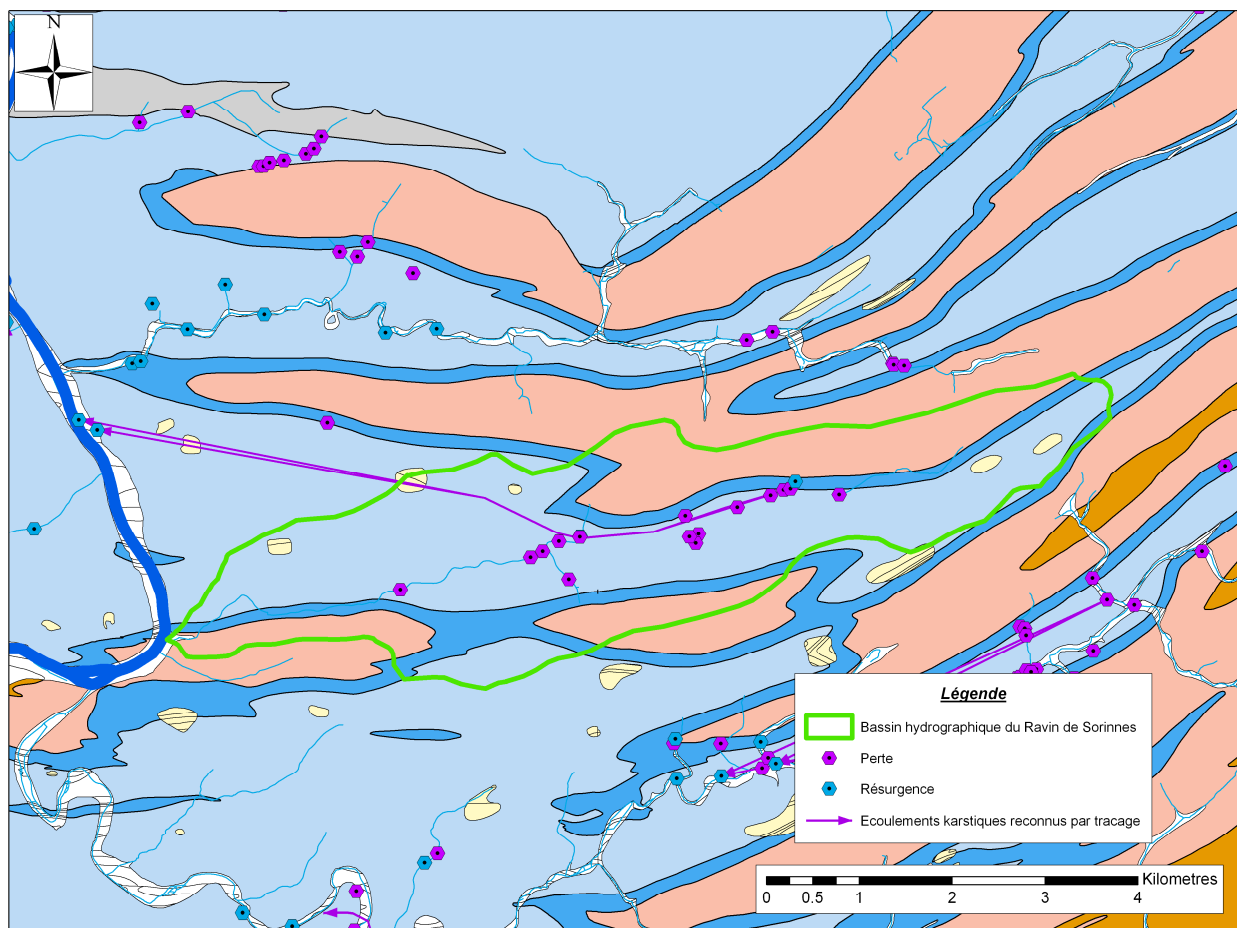 N
Légende
Bassin hydrographique du Ravin de Sorinnes
Perte
Résurgence
Ecoulements karstiques reconnus par tracage
Kilometres
0 0.5 1 2 3 4